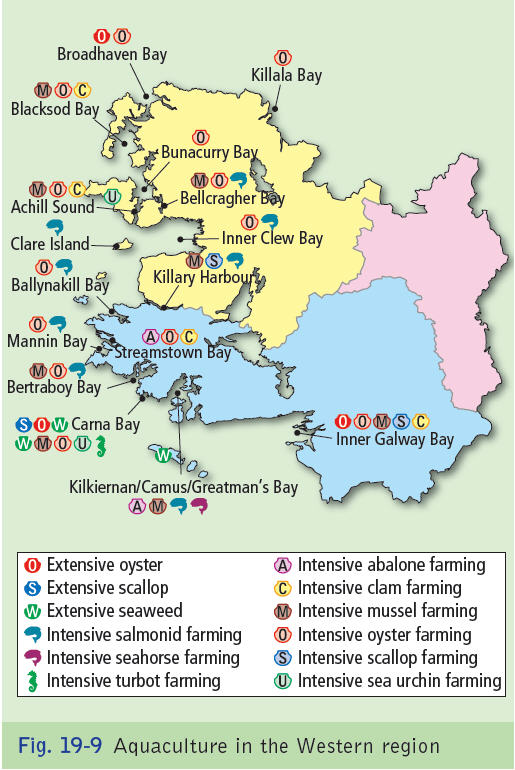 O O
Broadhaven Bay
O
Killala Bay
M O C
Blacksod Bay
O
Bunacurry Bay
M O C
U
Achill Sound
M O
Bellcragher Bay
Clare Island
O
Inner Clew Bay
M S
Killary Harbour
O
Ballynakill Bay
O
Mannin Bay
A O C
Streamstown Bay
M O
Bertraboy Bay
S O W Carna Bay
W M O U
O O M S C
Inner Galway Bay
W
Kilkiernan/Camus/Greatman's Bay
A M
O Extensive oyster
S Extensive scallop
W Extensive seaweed
Intensive salmonid farming
Intensive seahorse farming
Intensive turbot farming
A Intensive abalone farming
C Intensive clam farming
M Intensive mussel farming
O Intensive oyster farming
S Intensive scallop farming
U Intensive sea urchin farming
Fig. 19-9 Aquaculture in the Western region